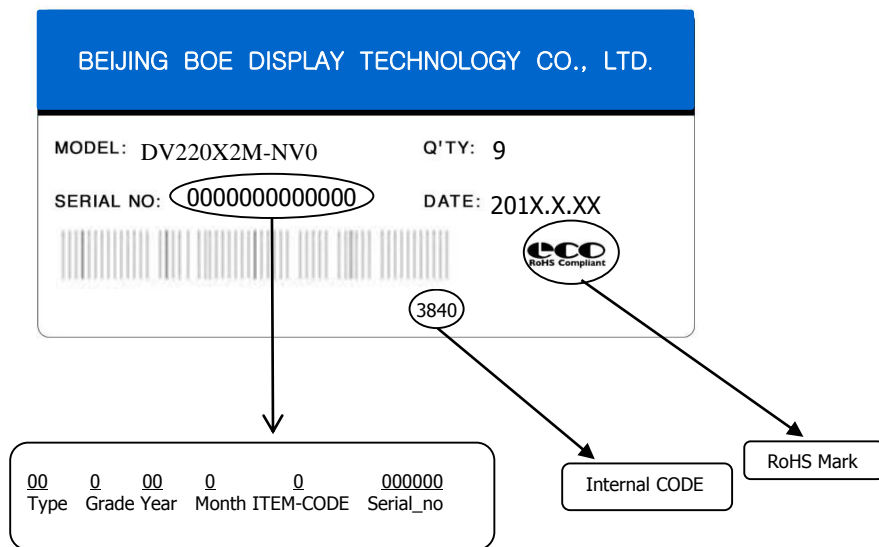 BEIJING BOE DISPLAY TECHNOLOGY CO., LTD.
MODEL: DV220X2M-NV0 Q'TY: 9
SERIAL NO: 0000000000000 DATE: 201X.X.XX
eco
RoHS Compliant
3840
00 0 00 0 0 000000
Type Grade Year Month ITEM-CODE Serial_no
Internal CODE
RoHS Mark